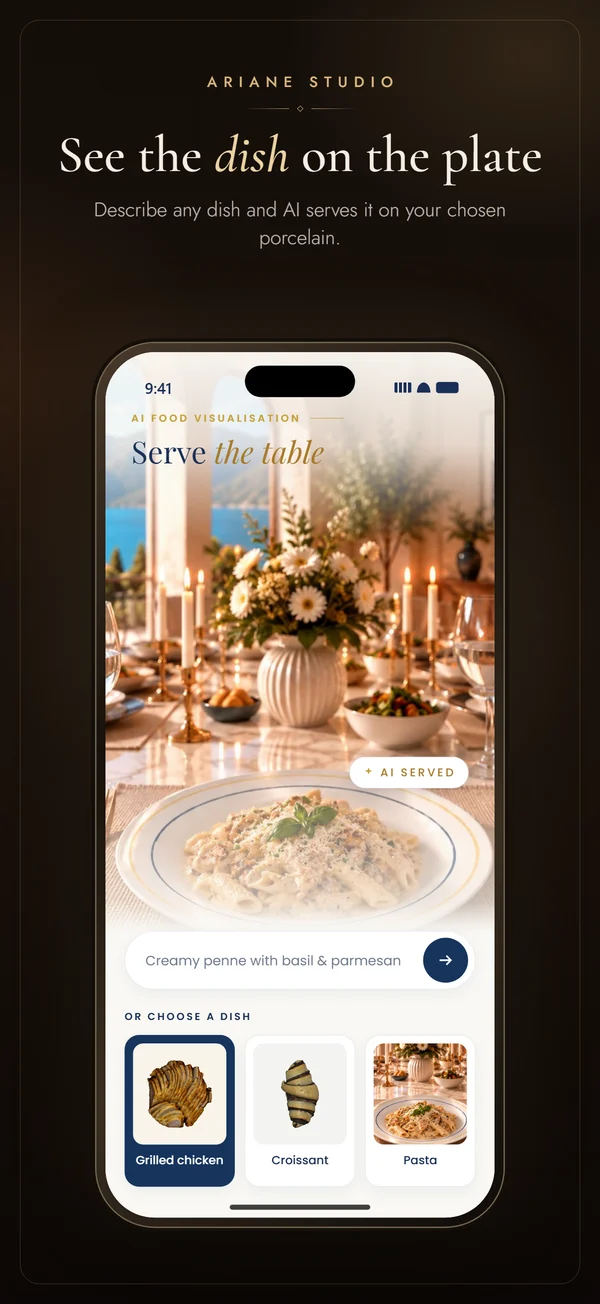 ARIANE STUDIO
See the dish on the plate
Describe any dish and AI serves it on your chosen
porcelain.
9:41
AI FOOD VISUALISATION
Serve the table
AI SERVED
Creamy penne with basil & parmesan
OR CHOOSE A DISH
Grilled chicken
Croissant
Pasta